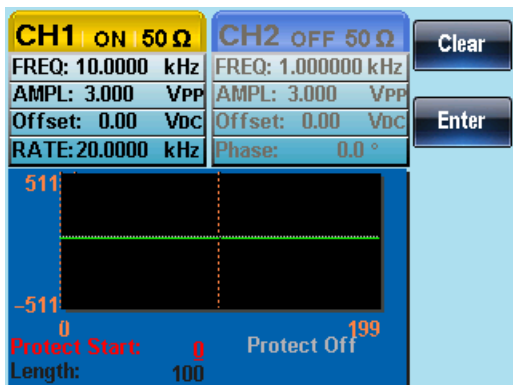 CH1 ON 50 Ω CH2 OFF 50 Ω Clear
FREQ: 10.0000 kHz FREQ: 1.000000 kHz
AMPL: 3.000 VPP AMPL: 3.000 VPP
Offset: 0.00 VDC Offset: 0.00 VDC Enter
RATE: 20.0000 kHz Phase: 0.0 °
511
-511
0 199
Protect Start: 0 Protect Off
Length: 100